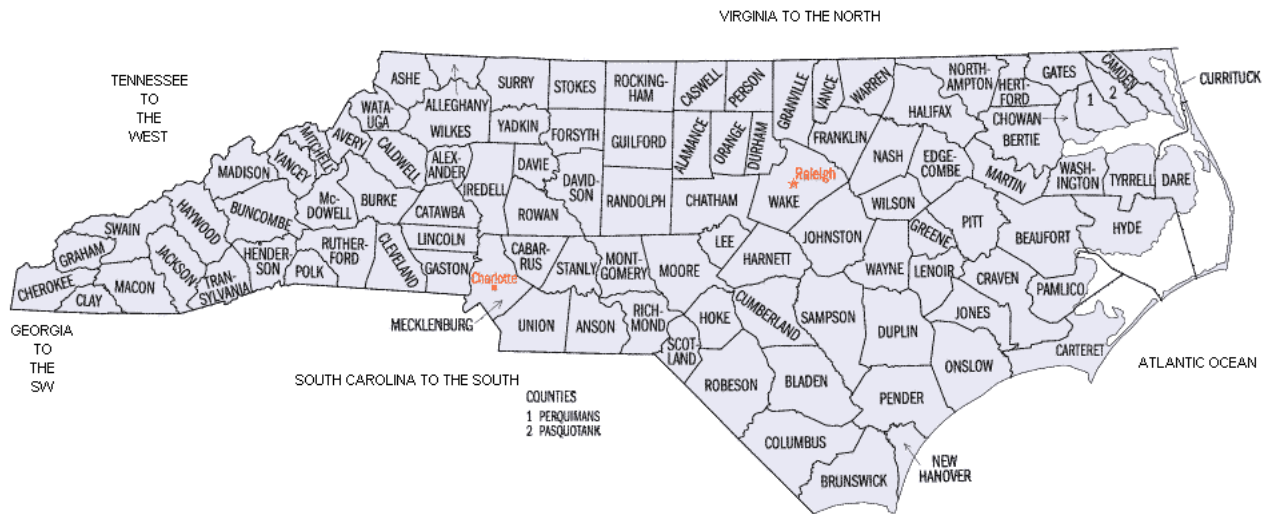 VIRGINIA TO THE NORTH
TENNESSEE
TO
THE
WEST
ASHE
ALLEGHANY
SURRY
STOKES
ROCKING-
HAM
CASWELL
PERSON
GRANVILLE
VANCE
WARREN
NORTH-
AMPTON
HERT-
FORD
GATES
CAMDEN
CURRITUCK
1
2
WATA-
UGA
WILKES
YADKIN
FORSYTH
GUILFORD
ALAMANCE
ORANGE
DURHAM
FRANKLIN
HALIFAX
CHOWAN
BERTIE
MITCHELL
AVERY
CALDWELL
ALEX-
ANDER
IREDELL
DAVIE
DAVID-
SON
RANDOLPH
CHATHAM
Raleigh
WAKE
NASH
EDGE-
COMBE
MARTIN
WASH-
INGTON
TYRRELL
DARE
MADISON
YANCEY
McDOWELL
BURKE
CATAWBA
ROWAN
WILSON
PITT
BEAUFORT
HYDE
HAYWOOD
BUNCOMBE
SWAIN
GRAHAM
JACKSON
HENDER-
SON
RUTHER-
FORD
CLEVELAND
LINCOLN
CABAR-
RUS
STANLY
MONT-
GOMERY
MOORE
LEE
HARNETT
JOHNSTON
GREENE
WAYNE
LENOIR
CRAVEN
PAMLICO
CHEROKEE
CLAY
MACON
TRAN-
SYLVANIA
POLK
GASTON
Charlotte
MECKLENBURG
UNION
ANSON
RICH-
MOND
SCOT-
LAND
HOKE
CUMBERLAND
SAMPSON
DUPLIN
JONES
ONSLOW
CARTERET
GEORGIA
TO
THE
SW
SOUTH CAROLINA TO THE SOUTH
ATLANTIC OCEAN
ROBESON
BLADEN
PENDER
COUNTIES
1 PERQUIMANS
2 PASQUOTANK
COLUMBUS
BRUNSWICK
NEW
HANOVER